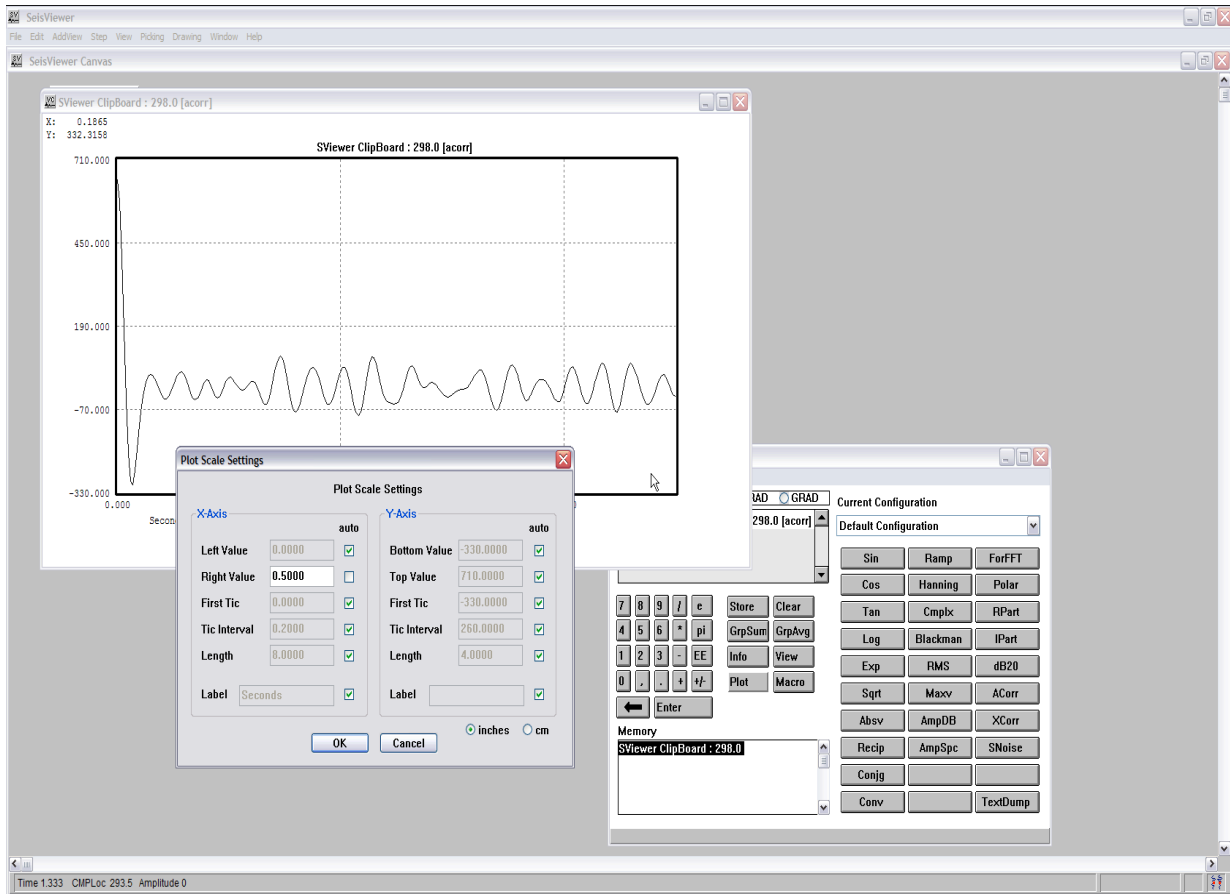 SeisViewer
File Edit AddView Step View Picking Drawing Window Help
SeisViewer Canvas
SViewer ClipBoard : 298.0 [acorr]
X: 0.1865
Y: 332.3158
SViewer ClipBoard : 298.0 [acorr]
710.000
450.000
190.000
-70.000
-330.000
0.000
Secon
Plot Scale Settings
Plot Scale Settings
X-Axis
auto
Left Value 0.0000
Right Value 0.5000
First Tic 0.0000
Tic Interval 0.2000
Length 8.0000
Label Seconds
Y-Axis
auto
Bottom Value -330.0000
Top Value 710.0000
First Tic -330.0000
Tic Interval 260.0000
Length 4.0000
Label
inches cm
OK Cancel
RAD GRAD
298.0 [acorr]
Current Configuration
Default Configuration
7 8 9 / e Store Clear
4 5 6 * pi GrpSum GrpAvg
1 2 3 - EE Info View
0 , . + +/- Plot Macro
Enter
Memory
SViewer ClipBoard : 298.0
Sin Ramp ForFFT
Cos Hanning Polar
Tan Cmplx RPart
Log Blackman IPart
Exp RMS dB20
Sqrt Maxv ACorr
Absv AmpDB XCorr
Recip AmpSpc SNoise
Conjg
Conv TextDump
Time 1.333 CMPLoc 293.5 Amplitude 0